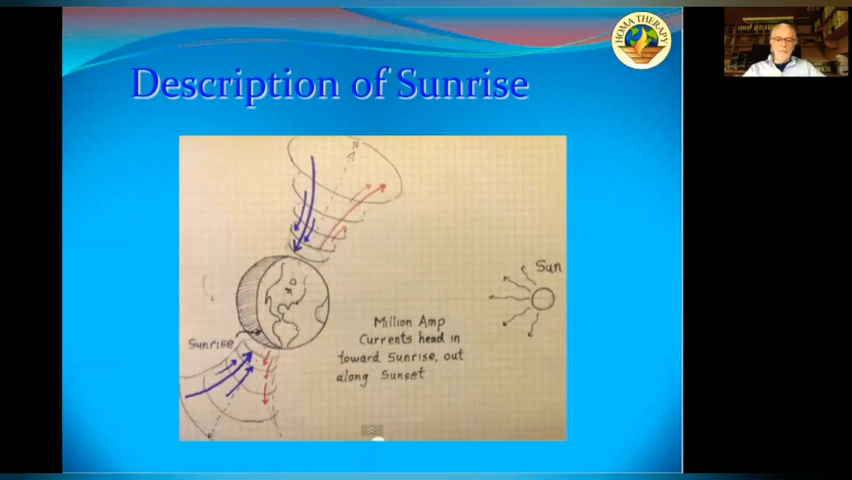 HOMA THERAPY
Description of Sunrise
N
Sun
Million Amp
Currents head in
toward Sunrise, out
along Sunset
Sunrise